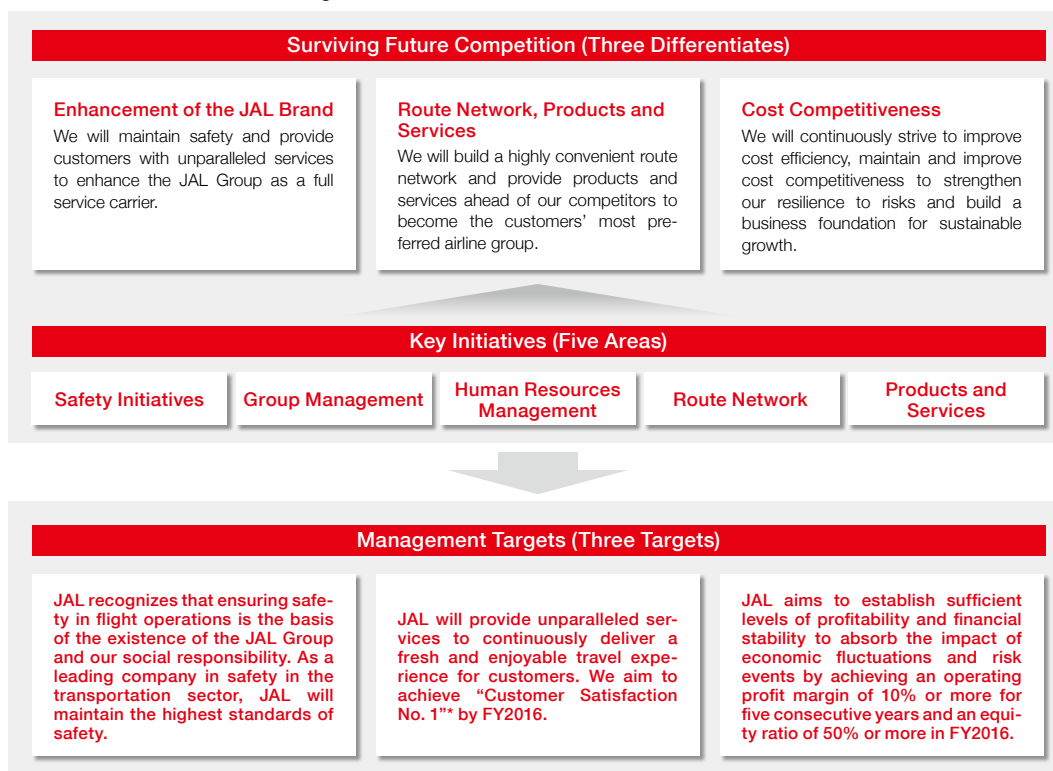 Surviving Future Competition (Three Differentiates)
Enhancement of the JAL Brand
We will maintain safety and provide
customers with unparalleled services
to enhance the JAL Group as a full
service carrier.
Route Network, Products and
Services
We will build a highly convenient route
network and provide products and
services ahead of our competitors to
become the customers’ most pre-
ferred airline group.
Cost Competitiveness
We will continuously strive to improve
cost efficiency, maintain and improve
cost competitiveness to strengthen
our resilience to risks and build a
business foundation for sustainable
growth.
Key Initiatives (Five Areas)
Safety Initiatives
Group Management
Human Resources
Management
Route Network
Products and
Services
Management Targets (Three Targets)
JAL recognizes that ensuring safe-
ty in flight operations is the basis
of the existence of the JAL Group
and our social responsibility. As a
leading company in safety in the
transportation sector, JAL will
maintain the highest standards of
safety.
JAL will provide unparalleled ser-
vices to continuously deliver a
fresh and enjoyable travel expe-
rience for customers. We aim to
achieve “Customer Satisfaction
No. 1”* by FY2016.
JAL aims to establish sufficient
levels of profitability and financial
stability to absorb the impact of
economic fluctuations and risk
events by achieving an operating
profit margin of 10% or more for
five consecutive years and an equi-
ty ratio of 50% or more in FY2016.